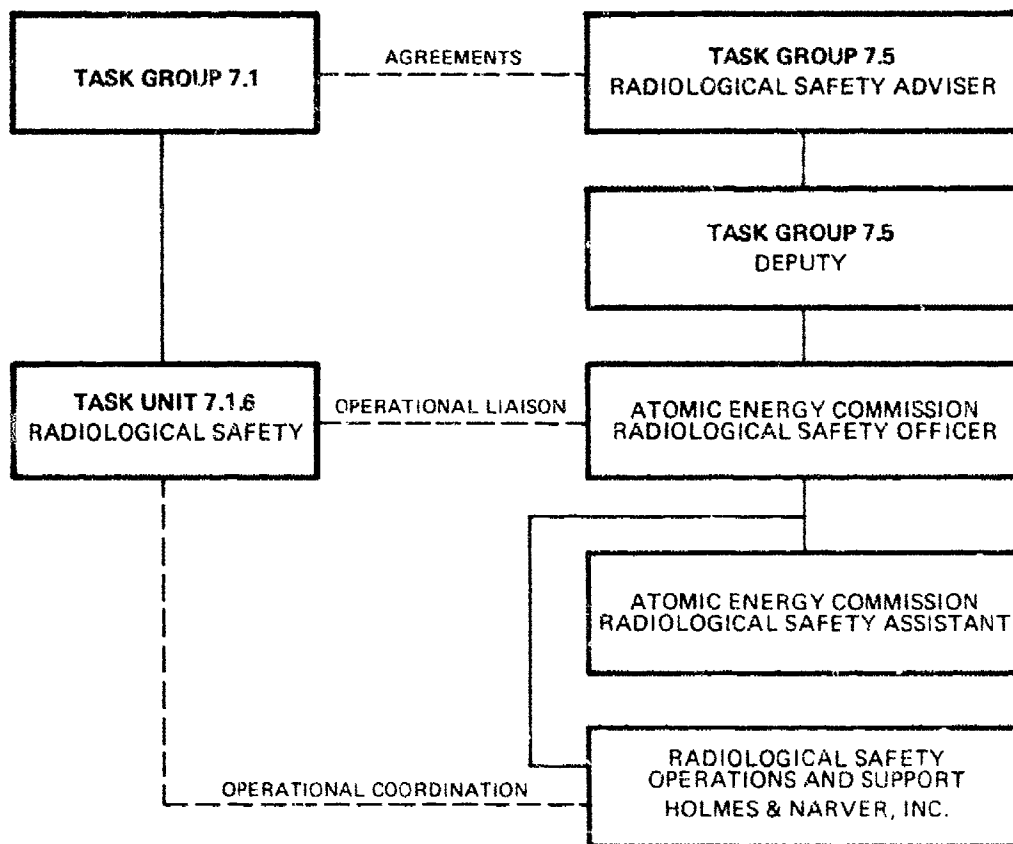 TASK GROUP 7.1
AGREEMENTS
TASK GROUP 7.5
RADIOLOGICAL SAFETY ADVISER
TASK GROUP 7.5
DEPUTY
TASK UNIT 7.1.6
RADIOLOGICAL SAFETY
OPERATIONAL LIAISON
ATOMIC ENERGY COMMISSION
RADIOLOGICAL SAFETY OFFICER
ATOMIC ENERGY COMMISSION
RADIOLOGICAL SAFETY ASSISTANT
OPERATIONAL COORDINATION
RADIOLOGICAL SAFETY
OPERATIONS AND SUPPORT
HOLMES & NARVER, INC.